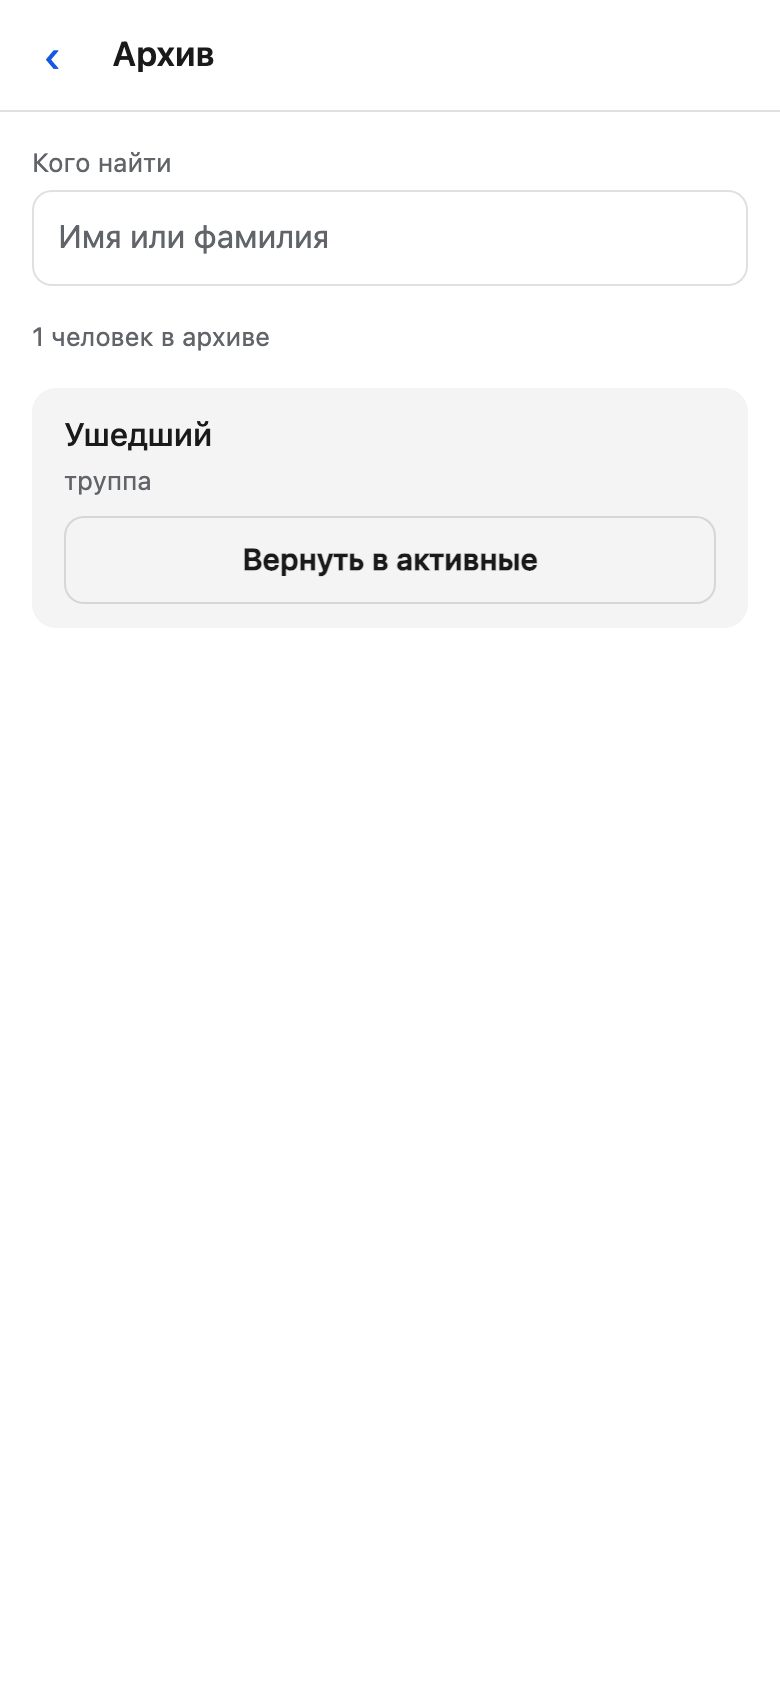 ‹ Архив
Кого найти
Имя или фамилия
1 человек в архиве
Ушедший
труппа
Вернуть в активные